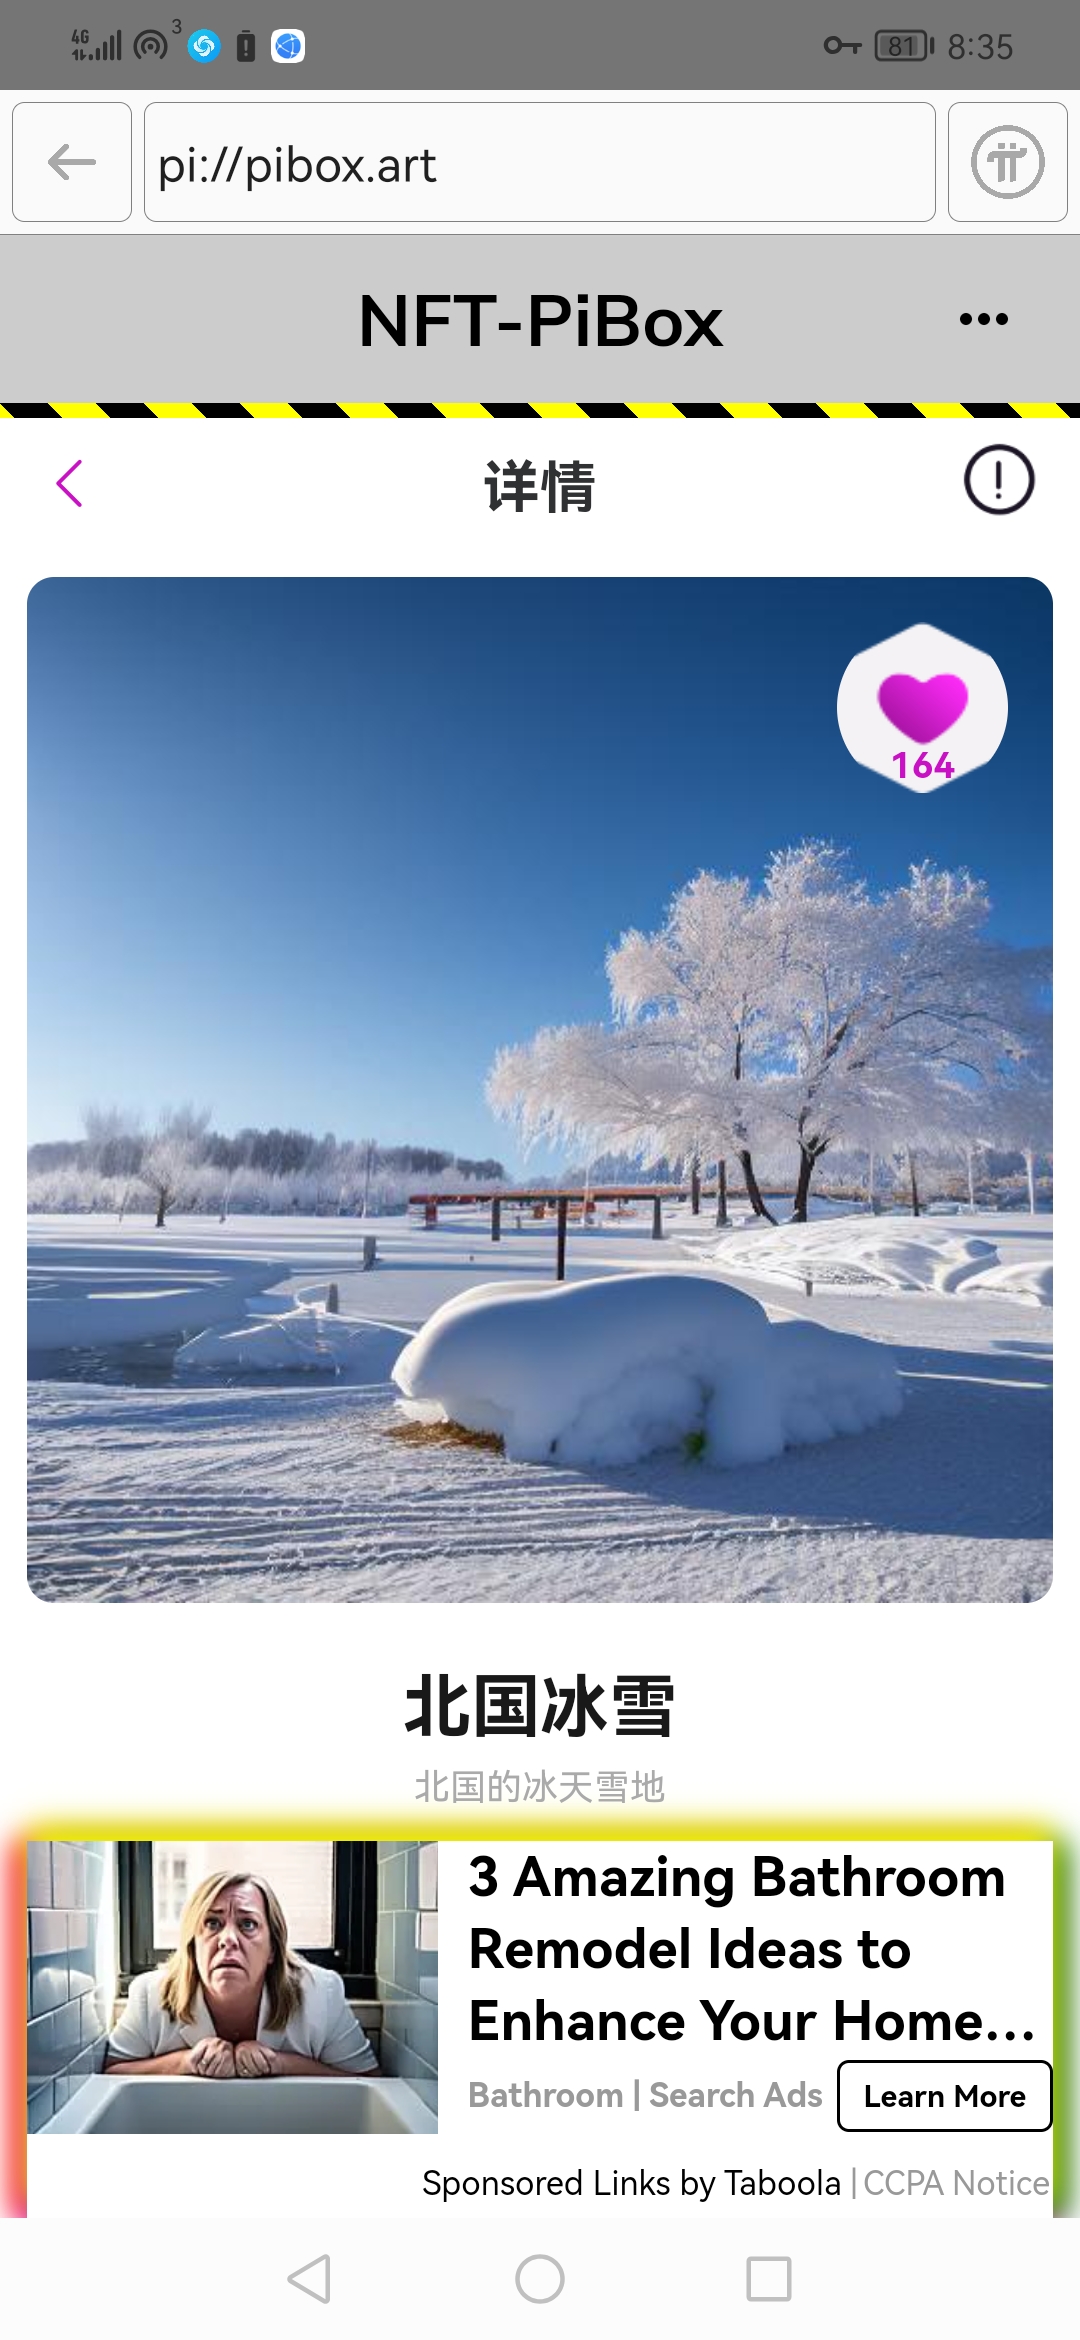 4G
3
81
8:35
pi://pibox.art
NFT-PiBox
详情
164
北国冰雪
北国的冰天雪地
3 Amazing Bathroom
Remodel Ideas to
Enhance Your Home...
Bathroom | Search Ads
Learn More
Sponsored Links by Taboola | CCPA Notice